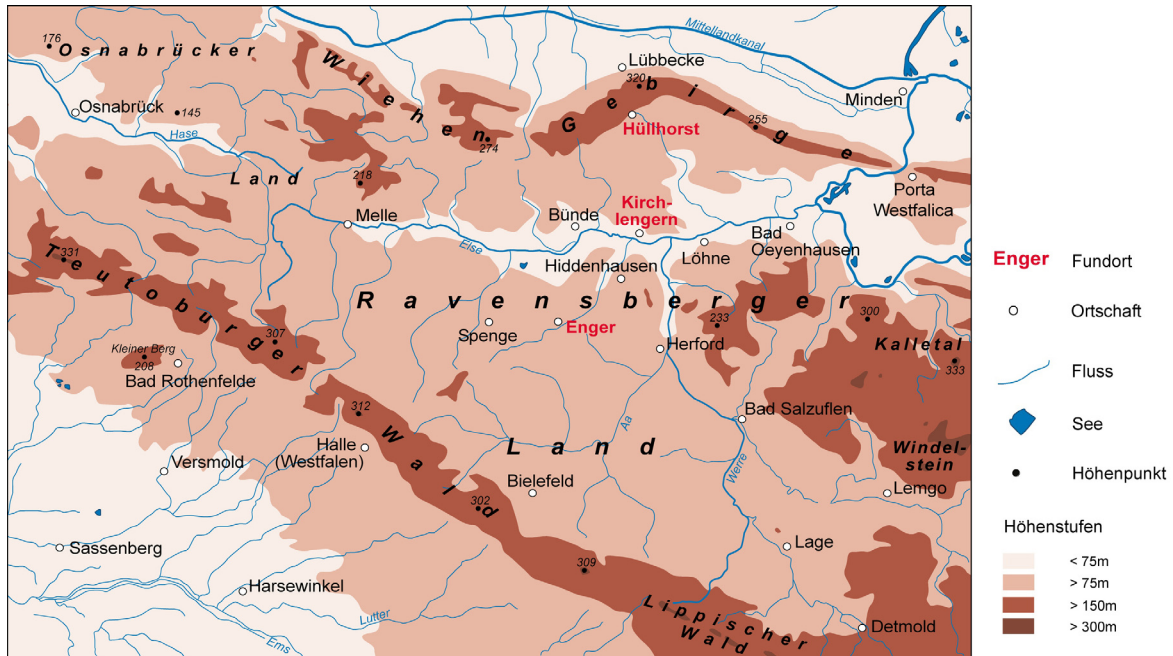 Mittellandkanal
176
Osnabrücker
Lübbecke
Wiehen
320
Gebirge
Minden
Osnabrück
145
255
Hüllhorst
Hase
274
Land
218
Porta
Westfalica
Kirch-
lengern
Melle
Bünde
Bad
Oeyenhausen
Else
Löhne
331
Teutoburger
Hiddenhausen
Ravensberger
300
Spenge
Enger
233
307
Herford
Kalletal
333
Kleiner Berg
208
Bad Rothenfelde
312
Wald
Bad Salzuflen
Aa
Halle
(Westfalen)
Land
Windel-
stein
Versmold
Werre
Bielefeld
Lemgo
302
Sassenberg
Lage
309
Harsewinkel
Lippischer
Wald
Lutter
Detmold
Ems
Enger Fundort
Ortschaft
Fluss
See
Höhenpunkt
Höhenstufen
< 75m
> 75m
> 150m
> 300m